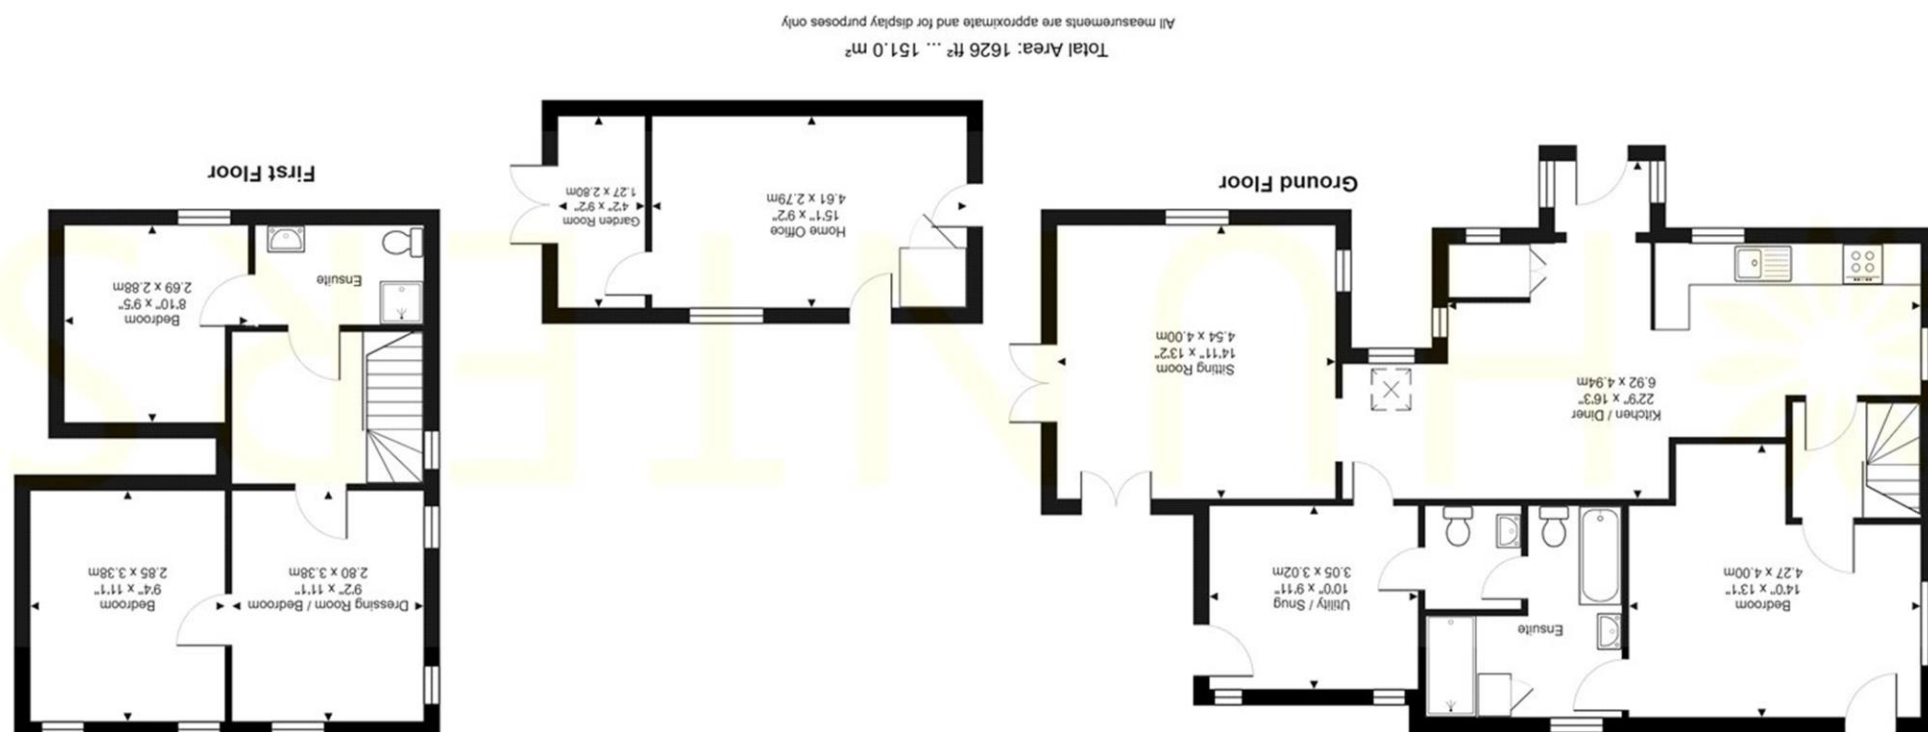 Bedroom
14'0" x 13'1"
4.27 x 4.00m
Ensuite
Utility / Snug
10'0" x 9'11"
3.05 x 3.02m
Kitchen / Diner
22'9" x 16'3"
6.92 x 4.94m
Sitting Room
14'11" x 13'2"
4.54 x 4.00m
Ground Floor
Home Office
15'1" x 9'2"
4.61 x 2.79m
Garden Room
4'2" x 9'2"
1.27 x 2.80m
Dressing Room / Bedroom
9'2" x 11'1"
2.80 x 3.38m
Bedroom
9'4" x 11'1"
2.85 x 3.38m
Ensuite
Bedroom
8'10" x 9'5"
2.69 x 2.88m
First Floor
Total Area: 1626 ft² ... 151.0 m²
All measurements are approximate and for display purposes only
HUNTERS